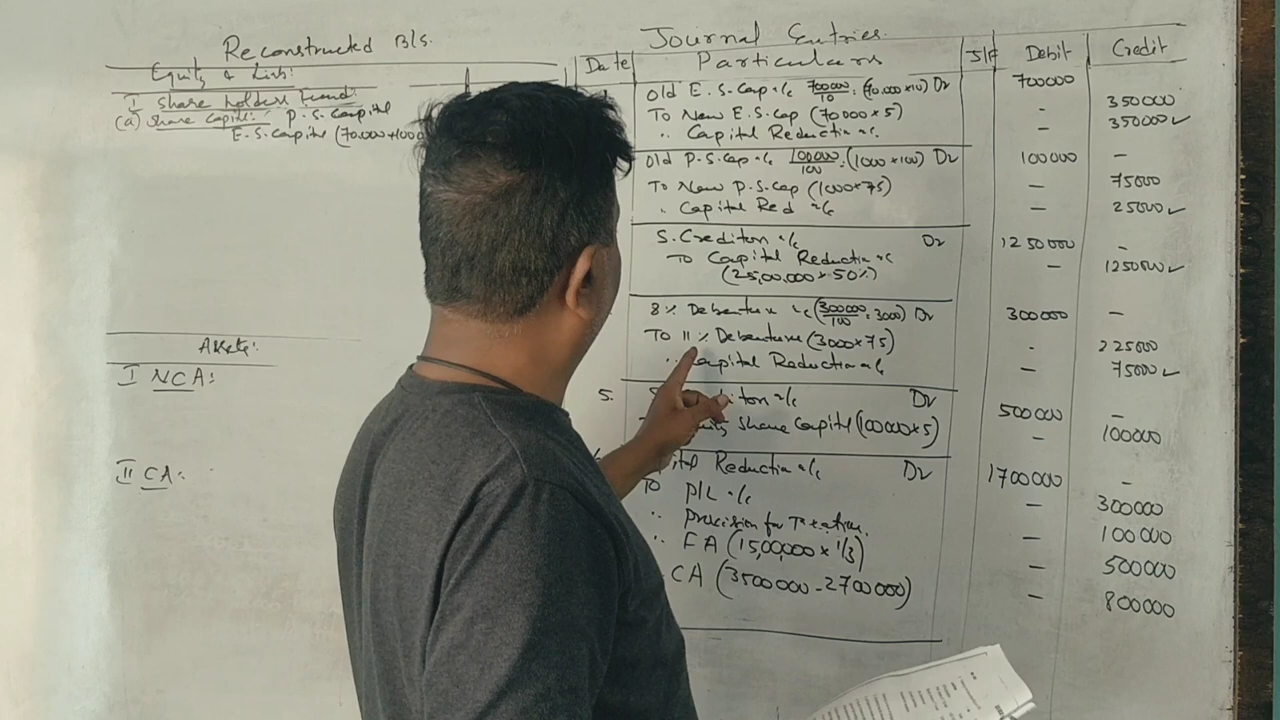 Reconstructed B/s.
Equity & Liab:
I Share holders Fund:
(a) Share Capital: P.S. Capital
E.S. Capital (70,000+1000
Assets:
I NCA:
II CA:
Journal Entries
Date Particulars Debit Credit
Old E.S. Cap a/c 700000/10 = (70,000×10) Dr 700000
To New E.S. Cap (70000×5) - 350000
" Capital Reduction a/c. - 350000 ✓
Old P.S. Cap a/c 100000/100 = (1000×100) Dr 100000 -
To New P.S. Cap (1000×75) - 75000
" Capital Red a/c - 25000 ✓
S. Creditors a/c Dr 1250000 -
To Capital Reduction a/c - 1250000 ✓
(25,00,000×50%)
8% Debenture a/c (300000/100 = 3000) Dr 300000 -
To 11% Debenture (3000×75) - 225000
" Capital Reduction a/c - 75000 ✓
5. Dr 500000 -
Share Capital (100000×5) - 100000
Reduction a/c Dr 1700000 -
To P/L a/c - 300000
" Provision for Taxation. - 100000
" FA (15,00,000×1/3) - 500000
CA (3500000-2700000) - 800000